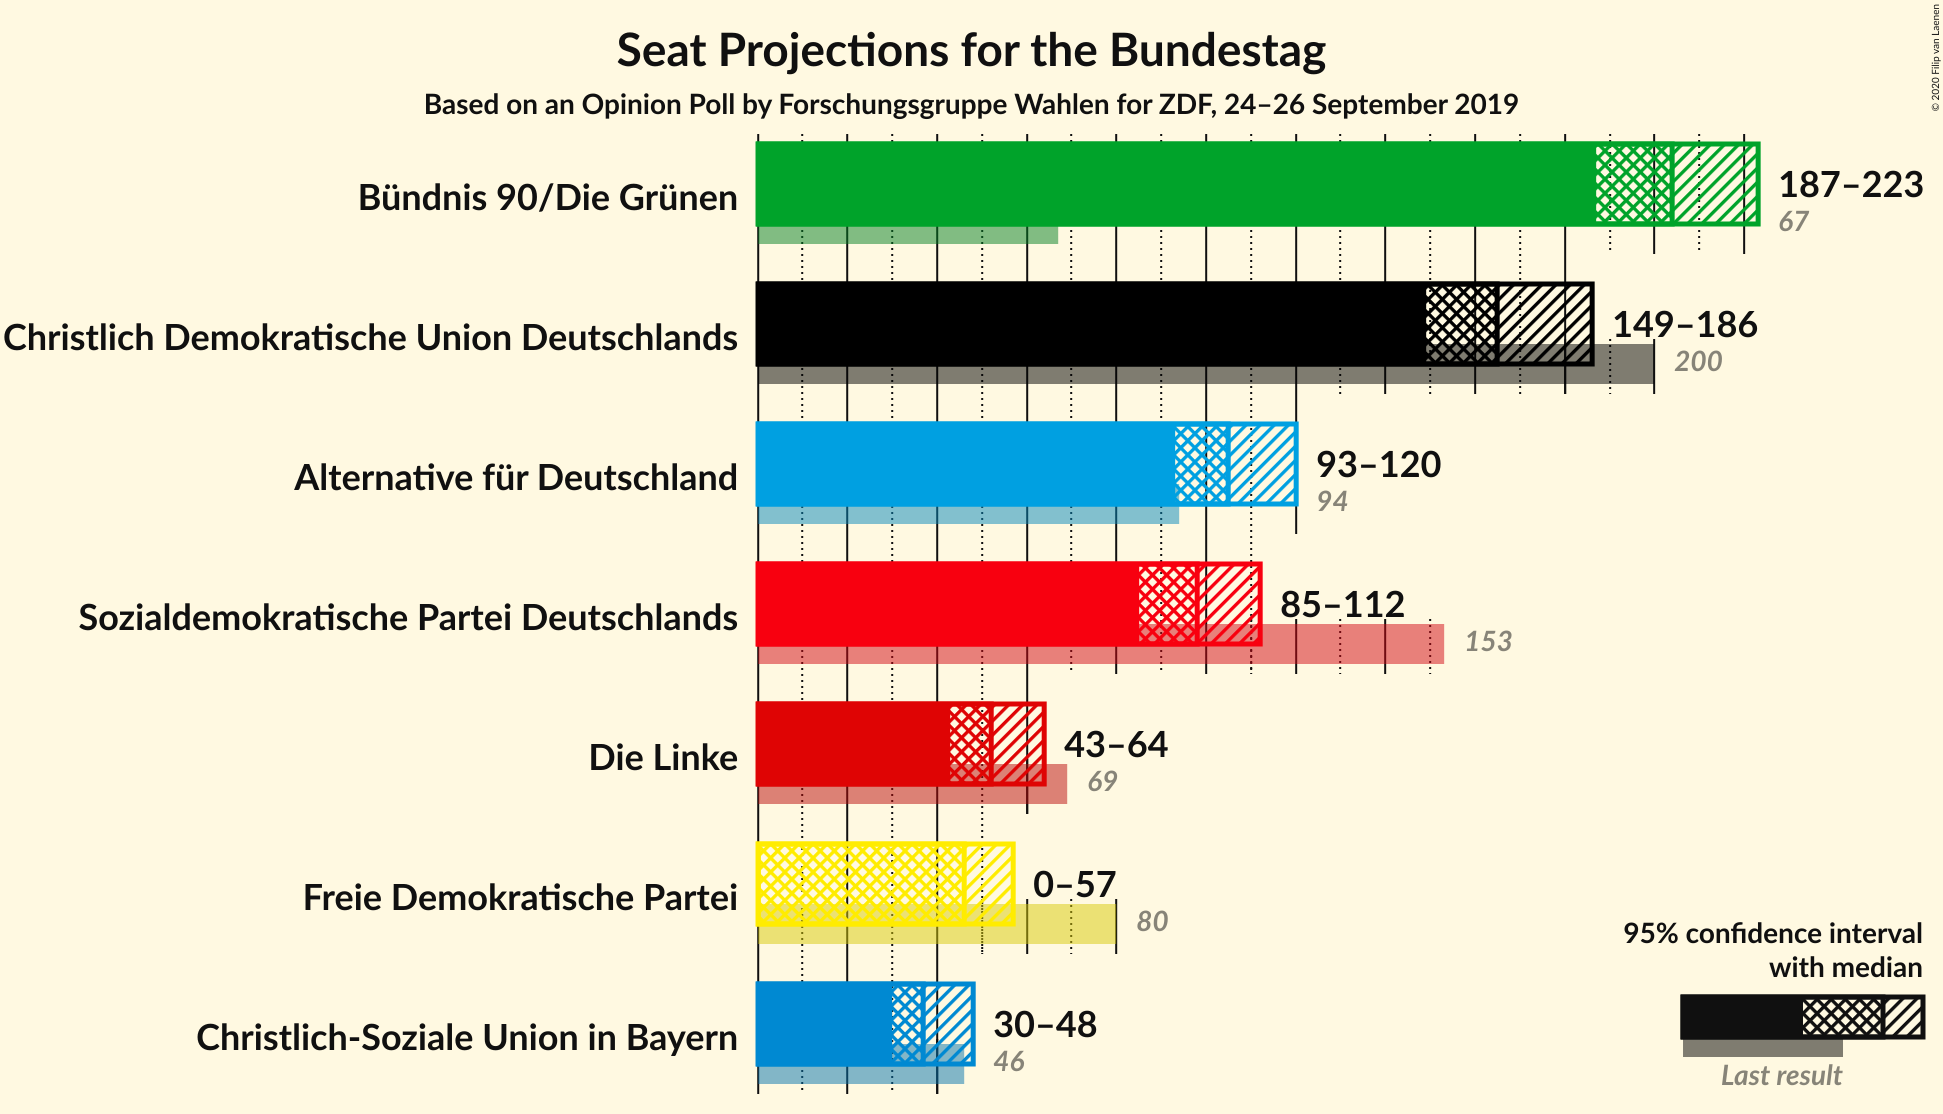 Seat Projections for the Bundestag
Based on an Opinion Poll by Forschungsgruppe Wahlen for ZDF, 24–26 September 2019
© 2020 Filip van Laenen
Bündnis 90/Die Grünen
187–223
67
Christlich Demokratische Union Deutschlands
149–186
200
Alternative für Deutschland
93–120
94
Sozialdemokratische Partei Deutschlands
85–112
153
Die Linke
43–64
69
Freie Demokratische Partei
0–57
80
Christlich-Soziale Union in Bayern
30–48
46
95% confidence interval
with median
Last result